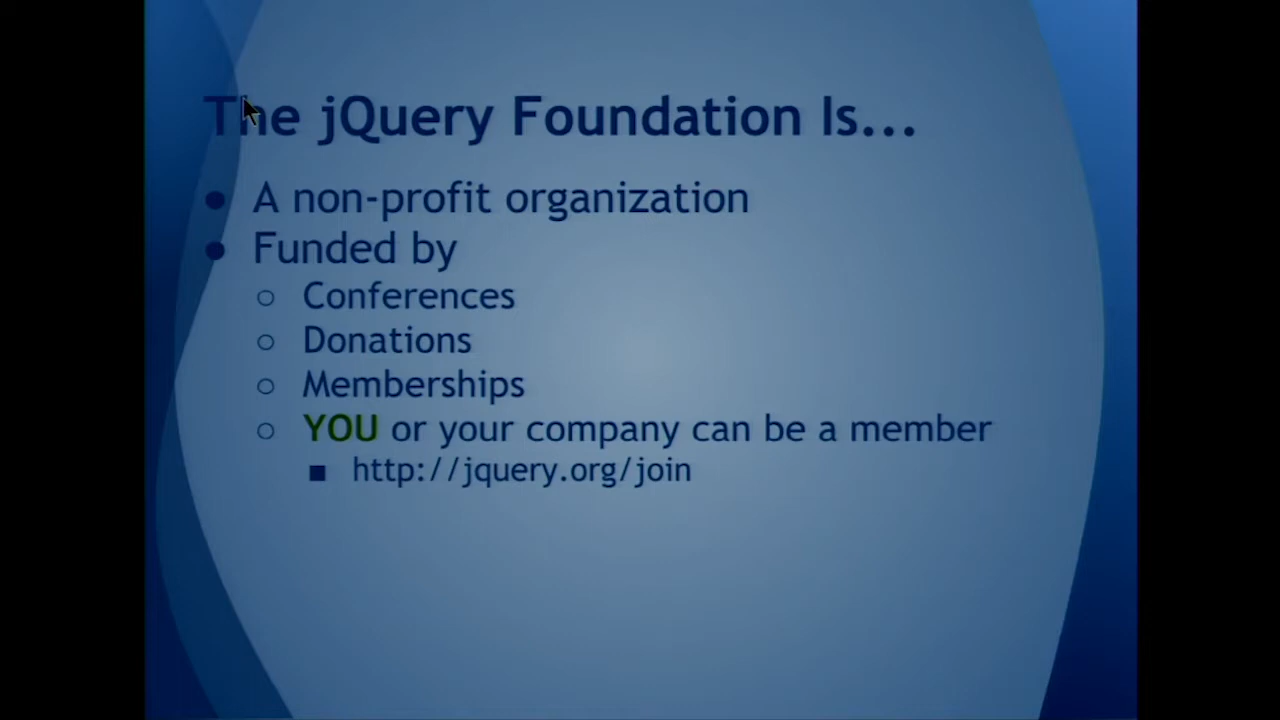 The jQuery Foundation Is...
● A non-profit organization
● Funded by
○ Conferences
○ Donations
○ Memberships
○ YOU or your company can be a member
■ http://jquery.org/join